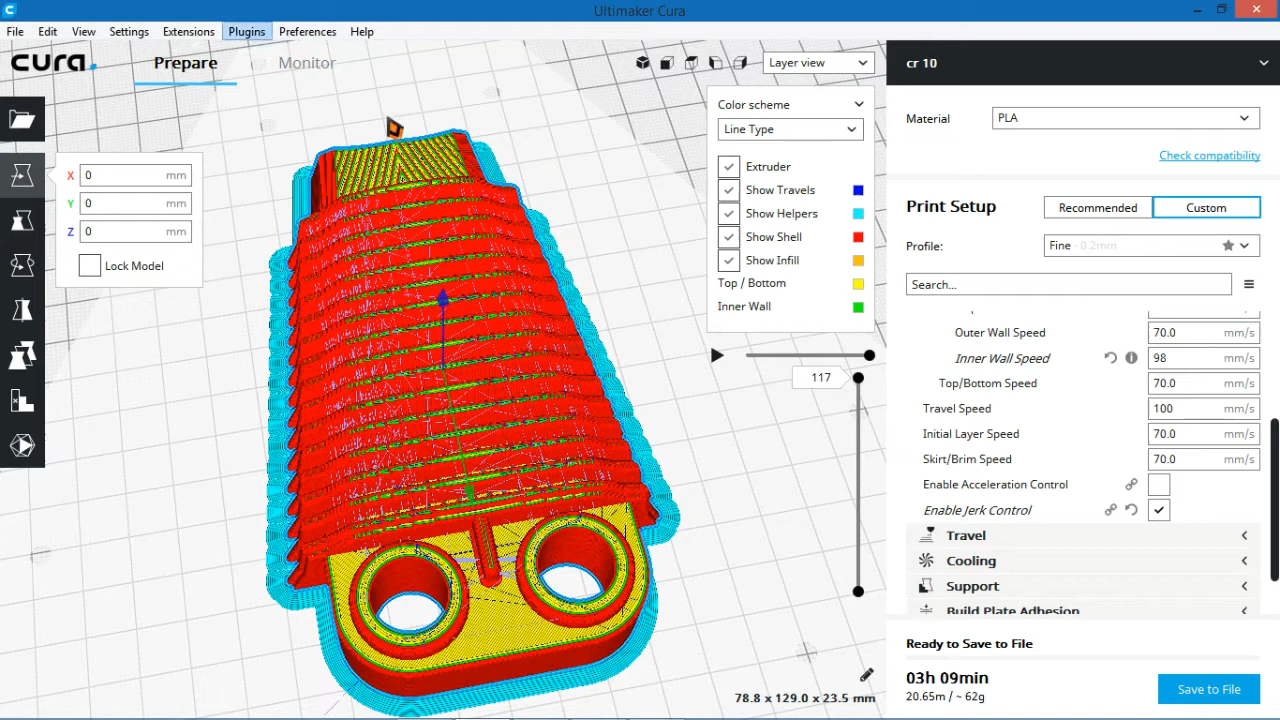 Ultimaker Cura
File Edit View Settings Extensions Plugins Preferences Help
cura.
Prepare Monitor
Layer view
cr 10
Color scheme
Line Type
Material PLA
Check compatibility
X 0 mm
Y 0 mm
Z 0 mm
Lock Model
Extruder
Show Travels
Show Helpers
Show Shell
Show Infill
Top / Bottom
Inner Wall
117
Print Setup Recommended Custom
Profile: Fine - 0.2mm
Search...
Outer Wall Speed 70.0 mm/s
Inner Wall Speed 98 mm/s
Top/Bottom Speed 70.0 mm/s
Travel Speed 100 mm/s
Initial Layer Speed 70.0 mm/s
Skirt/Brim Speed 70.0 mm/s
Enable Acceleration Control
Enable Jerk Control
Travel
Cooling
Support
Build Plate Adhesion
Ready to Save to File
03h 09min
20.65m / ~ 62g
Save to File
78.8 x 129.0 x 23.5 mm